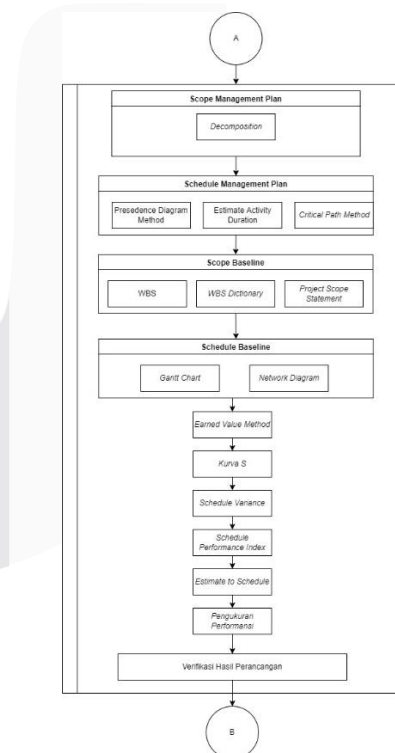 A
Scope Management Plan
Decomposition
Schedule Management Plan
Presedence Diagram
Method
Estimate Activity
Duration
Critical Path Method
Scope Baseline
WBS
WBS Dictionary
Project Scope
Statement
Schedule Baseline
Gantt Chart
Network Diagram
Earned Value Method
Kurva S
Schedule Variance
Schedule
Performance Index
Estimate to Schedule
Pengukuran
Performansi
Verifikasi Hasil Perancangan
B